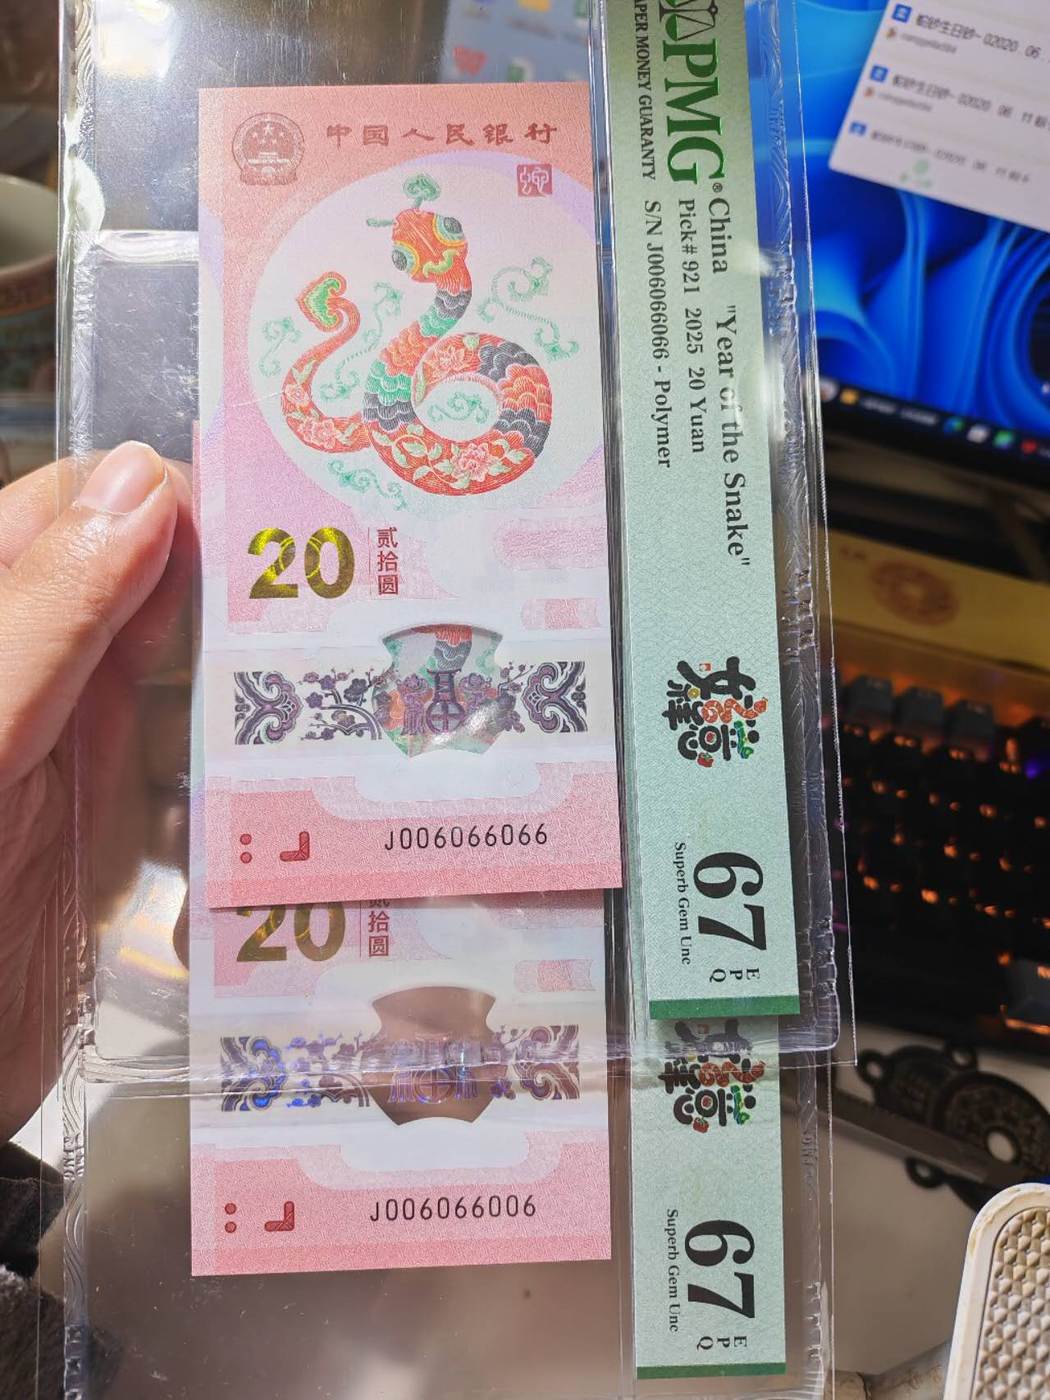 中国人民银行
蛇
20
贰拾圆
J006066066
20
贰拾圆
J006066006
PMG®
PAPER MONEY GUARANTY
China "Year of the Snake"
Pick# 921 2025 20 Yuan
S/N J006066066 - Polymer
67 EPQ
Superb Gem Unc
67 EPQ
Superb Gem Unc